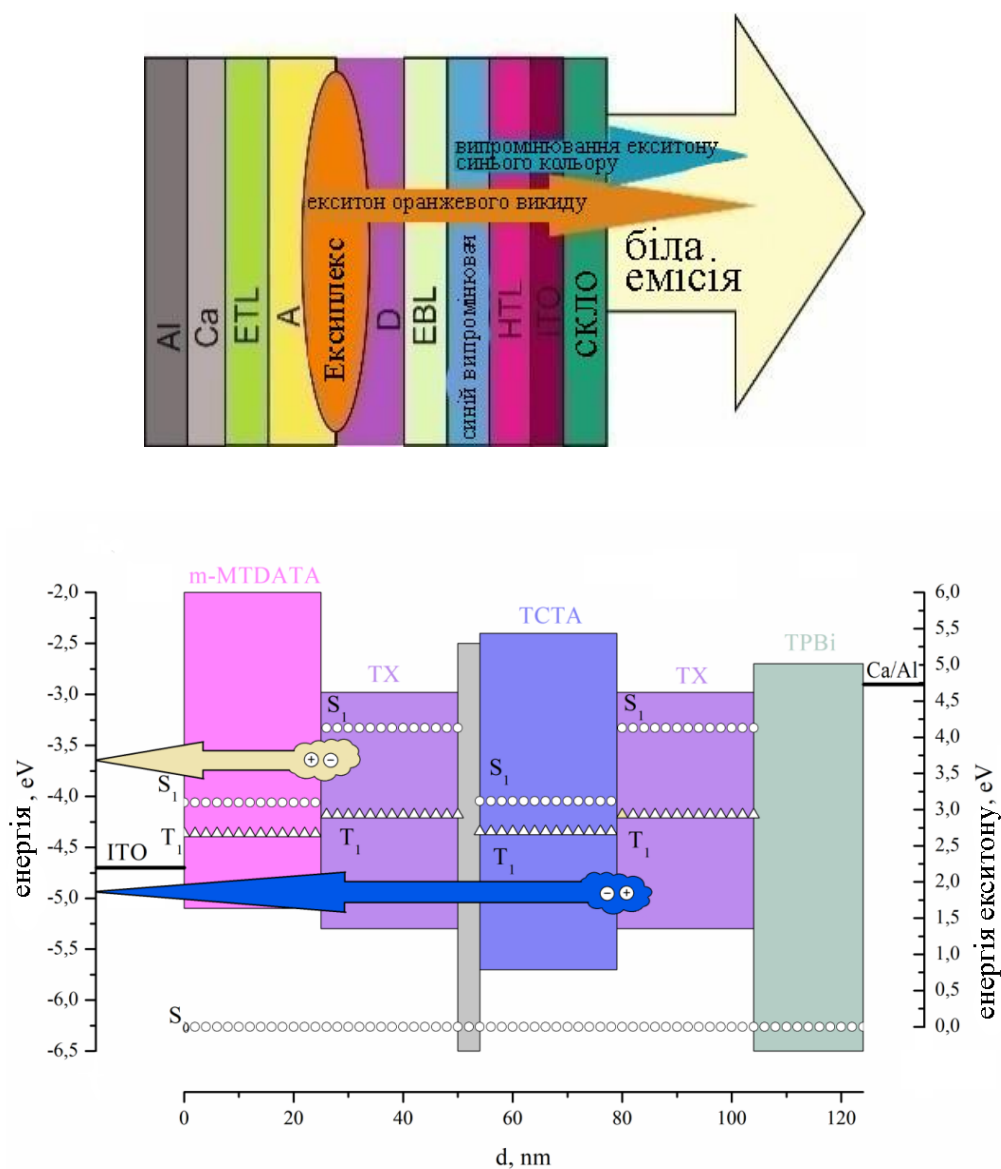 Al
Ca
ETL
A
Ексиплекс
D
EBL
синій випромінювач
HTL
ITO
СКЛО
випромінювання екситону
синього кольору
екситон оранжевого викиду
біла
емісія
m-MTDATA
TX
TCTA
TX
TPBi
Ca/Al
ITO
S1
T1
S1
T1
S1
T1
S1
T1
S0
енергія, eV
-2,0
-2,5
-3,0
-3,5
-4,0
-4,5
-5,0
-5,5
-6,0
-6,5
6,0
5,5
5,0
4,5
4,0
3,5
3,0
2,5
2,0
1,5
1,0
0,5
0,0
енергія екситону, eV
0
20
40
60
80
100
120
d, nm